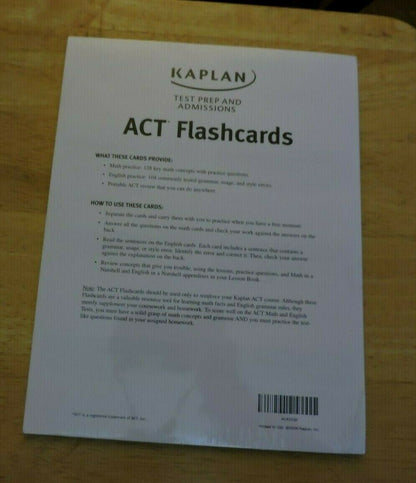 KAPLAN
TEST PREP AND
ADMISSIONS
ACT Flashcards
WHAT THESE CARDS PROVIDE:
• Math practice: 128 key math concepts with practice questions
• English practice: 104 commonly tested grammar, usage, and style errors
• Portable ACT review that you can do anywhere
HOW TO USE THESE CARDS:
• Separate the cards and carry them with you to practice when you have a free moment.
• Answer all the questions on the math cards and check your work against the answers on the
back.
• Read the sentences on the English cards. Each card includes a sentence that contains a
grammar, usage, or style error. Identify the error and correct it. Then, check your answer
against the explanation on the back.
• Review concepts that give you trouble, using the lessons, practice questions, and Math in a
Nutshell and English in a Nutshell appendices in your Lesson Book.
Note: The ACT Flashcards should be used only to reinforce your Kaplan ACT course. Although these
Flashcards are a valuable resource tool for learning math facts and English grammar rules, they
merely supplement your coursework and homework. To score well on the ACT Math and English
Tests, you must have a solid grasp of math concepts and grammar AND you must practice the test-
like questions found in your assigned homework.
*ACT is a registered trademark of ACT, Inc.
Printed in USA Kaplan, Inc.